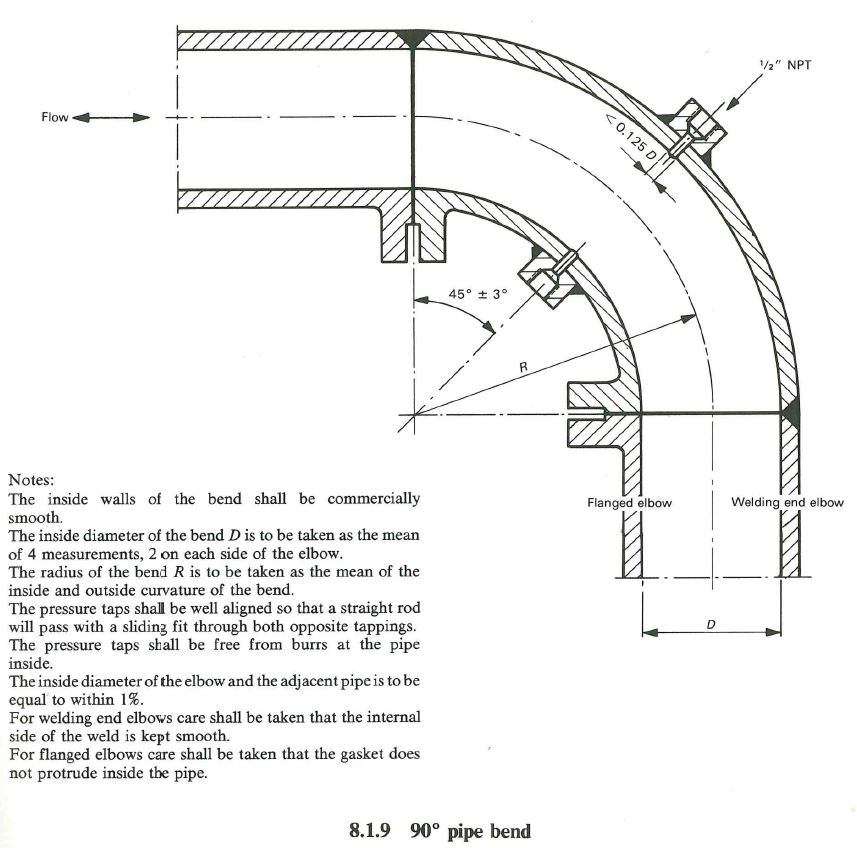 1/2" NPT
Flow
< 0.125 D
45° ± 3°
R
Notes:
The inside walls of the bend shall be commercially
smooth.
The inside diameter of the bend D is to be taken as the mean
of 4 measurements, 2 on each side of the elbow.
The radius of the bend R is to be taken as the mean of the
inside and outside curvature of the bend.
The pressure taps shall be well aligned so that a straight rod
will pass with a sliding fit through both opposite tappings.
The pressure taps shall be free from burrs at the pipe
inside.
The inside diameter of the elbow and the adjacent pipe is to be
equal to within 1%.
For welding end elbows care shall be taken that the internal
side of the weld is kept smooth.
For flanged elbows care shall be taken that the gasket does
not protrude inside the pipe.
Flanged elbow
Welding end elbow
D
8.1.9 90° pipe bend